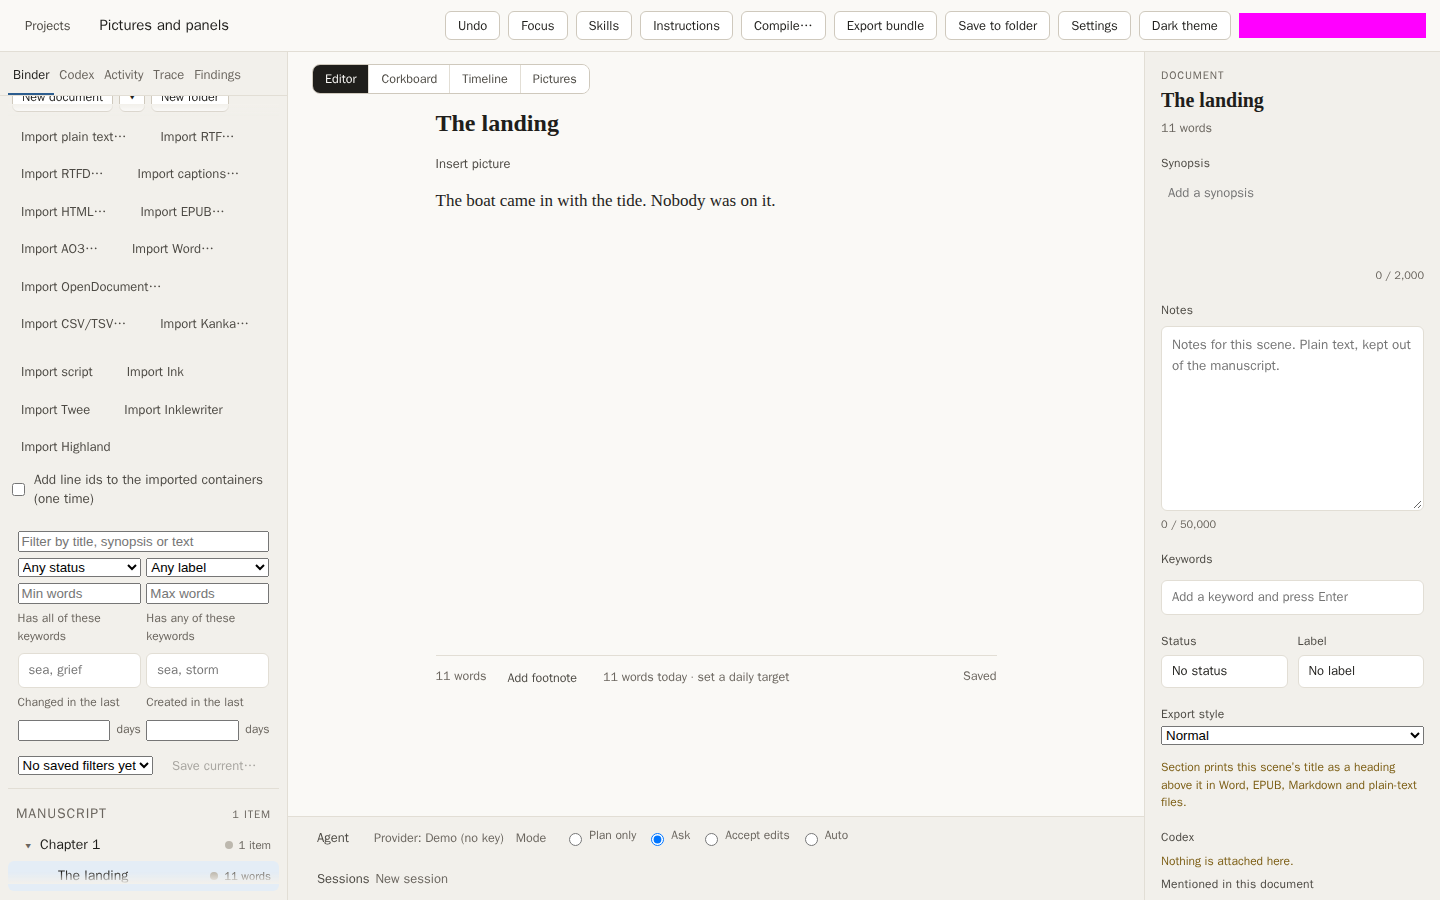 Projects
Pictures and panels
Undo
Focus
Skills
Instructions
Compile⋯
Export bundle
Save to folder
Settings
Dark theme
Binder
Codex
Activity
Trace
Findings
New document
New folder
Import plain text⋯
Import RTF⋯
Import RTFD⋯
Import captions⋯
Import HTML⋯
Import EPUB⋯
Import AO3⋯
Import Word⋯
Import OpenDocument⋯
Import CSV/TSV⋯
Import Kanka⋯
Import script
Import Ink
Import Twee
Import Inklewriter
Import Highland
Add line ids to the imported containers
(one time)
Filter by title, synopsis or text
Any status
Any label
Min words
Max words
Has all of these
keywords
Has any of these
keywords
sea, grief
sea, storm
Changed in the last
Created in the last
days
days
No saved filters yet
Save current⋯
MANUSCRIPT
1 ITEM
Chapter 1
1 item
The landing
11 words
Editor
Corkboard
Timeline
Pictures
The landing
Insert picture
The boat came in with the tide. Nobody was on it.
11 words
Add footnote
11 words today · set a daily target
Saved
Agent
Provider: Demo (no key)
Mode
Plan only
Ask
Accept edits
Auto
Sessions
New session
DOCUMENT
The landing
11 words
Synopsis
Add a synopsis
0 / 2,000
Notes
Notes for this scene. Plain text, kept out
of the manuscript.
0 / 50,000
Keywords
Add a keyword and press Enter
Status
Label
No status
No label
Export style
Normal
Section prints this scene's title as a heading
above it in Word, EPUB, Markdown and plain-text
files.
Codex
Nothing is attached here.
Mentioned in this document